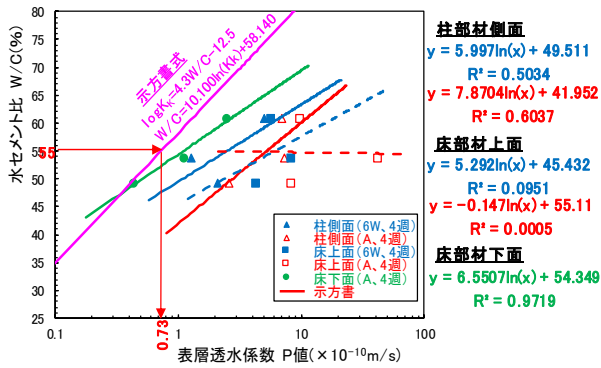 水セメント比 W/C(%)
80
75
70
65
60
55
50
45
40
35
30
25
55
0.1
1
10
100
0.73
表層透水係数 P値(×10⁻¹⁰m/s)
示方書式
logKK=4.3W/C-12.5
W/C=10.100ln(Kk)+58.140
柱側面(6W、4週)
柱側面(A、4週)
床上面(6W、4週)
床上面(A、4週)
床下面(A、4週)
示方書
柱部材側面
y = 5.997ln(x) + 49.511
R² = 0.5034
y = 7.8704ln(x) + 41.952
R² = 0.6037
床部材上面
y = 5.292ln(x) + 45.432
R² = 0.0951
y = -0.147ln(x) + 55.11
R² = 0.0005
床部材下面
y = 6.5507ln(x) + 54.349
R² = 0.9719